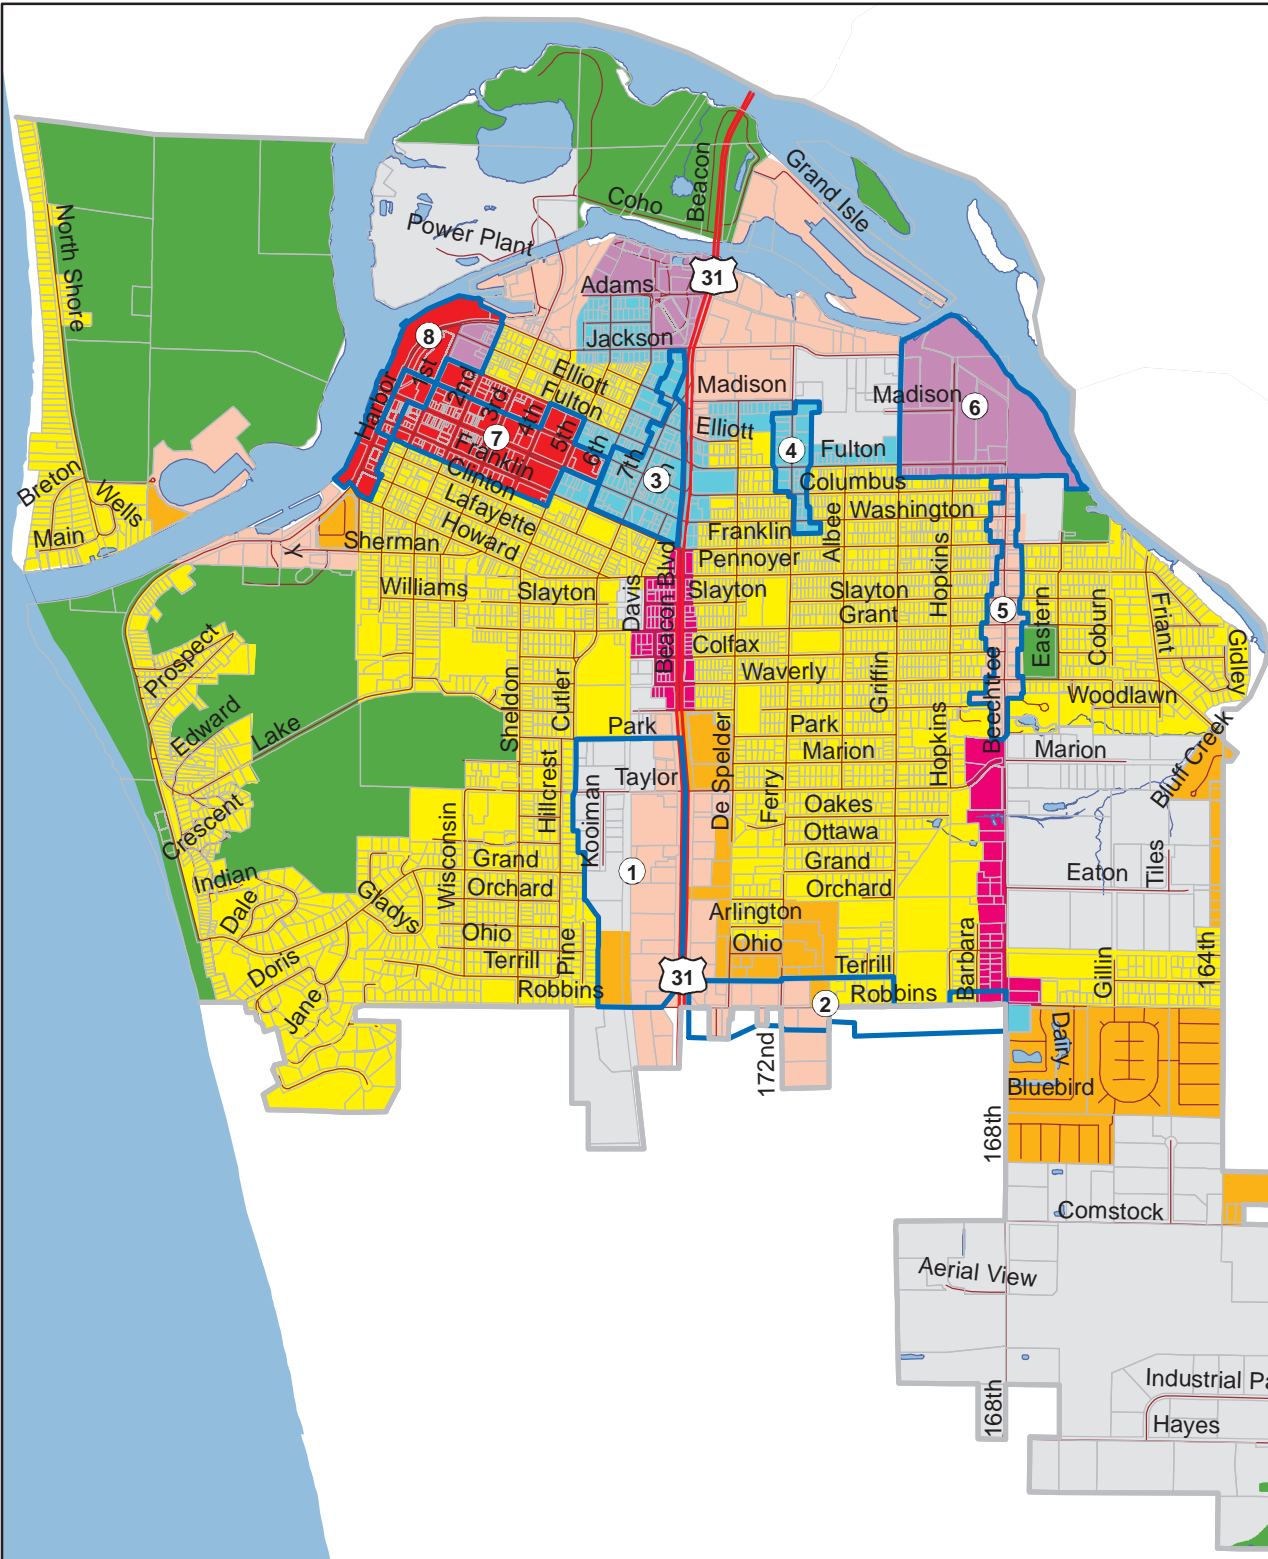 Grand Isle
Beacon
Coho
North Shore
Power Plant
31
Adams
Jackson
8
1st
2nd
3rd
4th
5th
6th
7th
Harbor
Elliott
Fulton
Madison
Madison
6
Elliott
4
Fulton
7
Franklin
Clinton
3
Columbus
Breton
Wells
Main
Lafayette
Howard
Washington
Franklin
Albee
Sherman
Pennoyer
Williams
Slayton
Davis
Beacon Blvd
Slayton
Slayton
Grant
Hopkins
5
Eastern
Coburn
Friant
Gidley
Prospect
Colfax
Waverly
Griffin
Beechtree
Woodlawn
Edward
Lake
Sheldon
Cutler
Park
De Spelder
Park
Marion
Hopkins
Marion
Bluff Creek
Taylor
Kooiman
Hillcrest
Ferry
Oakes
Ottawa
Crescent
Wisconsin
Grand
Grand
1
Eaton
Tiles
Indian
Dale
Gladys
Orchard
Orchard
Arlington
Ohio
Ohio
Barbara
Doris
Terrill
Pine
Terrill
Gillin
164th
31
Jane
Robbins
Robbins
2
172nd
Dairy
Bluebird
168th
Comstock
Aerial View
Industrial Pa
168th
Hayes